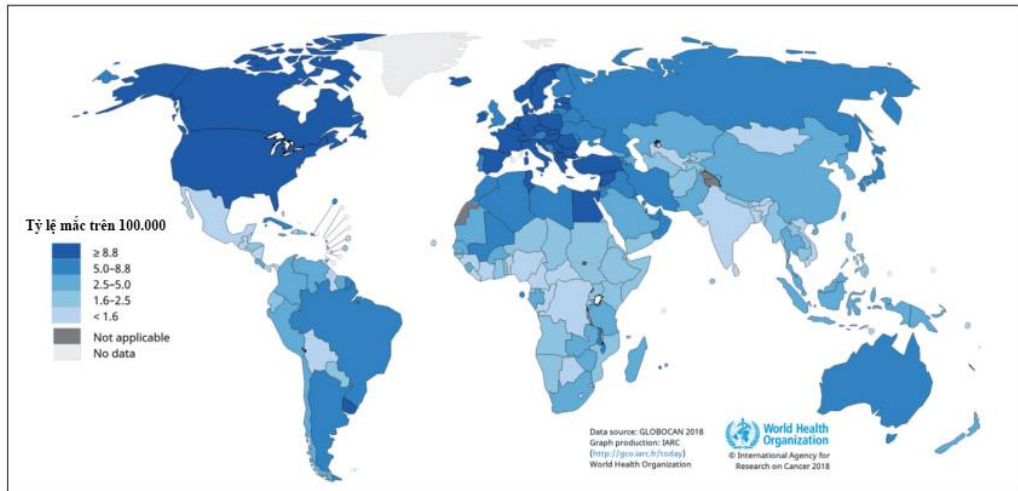 Tỷ lệ mắc trên 100.000
≥ 8.8
5.0–8.8
2.5–5.0
1.6–2.5
< 1.6
Not applicable
No data
Data source: GLOBOCAN 2018
Graph production: IARC
(http://gco.iarc.fr/today)
World Health Organization
World Health
Organization
© International Agency for
Research on Cancer 2018